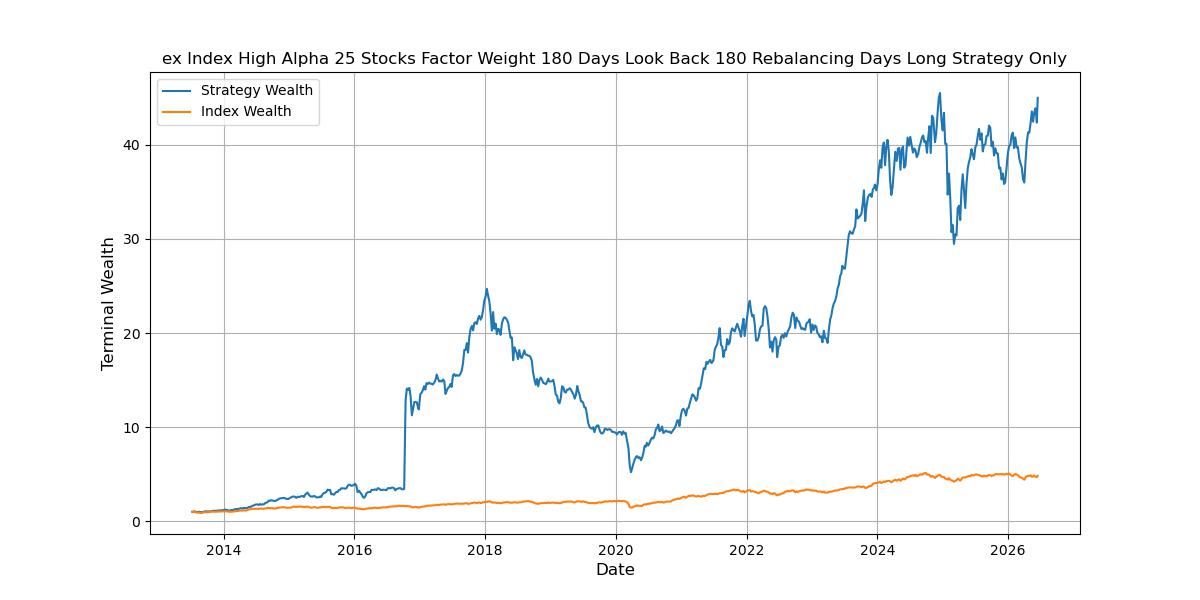 ex Index High Alpha 25 Stocks Factor Weight 180 Days Look Back 180 Rebalancing Days Long Strategy Only
Strategy Wealth
Index Wealth
Terminal Wealth
40
30
20
10
0
2014 2016 2018 2020 2022 2024 2026
Date